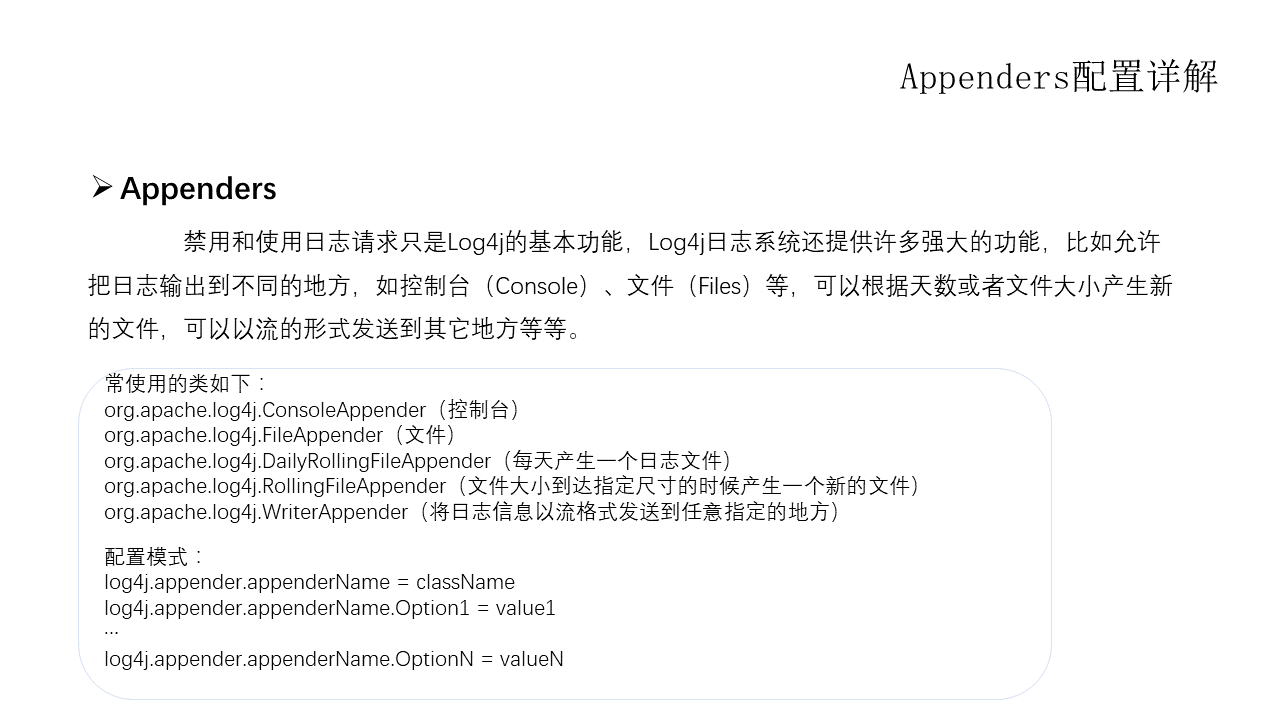 Appenders配置详解
Appenders
禁用和使用日志请求只是Log4j的基本功能，Log4j日志系统还提供许多强大的功能，比如允许
把日志输出到不同的地方，如控制台（Console）、文件（Files）等，可以根据天数或者文件大小产生新
的文件，可以以流的形式发送到其它地方等等。
常使用的类如下：
org.apache.log4j.ConsoleAppender（控制台）
org.apache.log4j.FileAppender（文件）
org.apache.log4j.DailyRollingFileAppender（每天产生一个日志文件）
org.apache.log4j.RollingFileAppender（文件大小到达指定尺寸的时候产生一个新的文件）
org.apache.log4j.WriterAppender（将日志信息以流格式发送到任意指定的地方）
配置模式：
log4j.appender.appenderName = className
log4j.appender.appenderName.Option1 = value1
…
log4j.appender.appenderName.OptionN = valueN